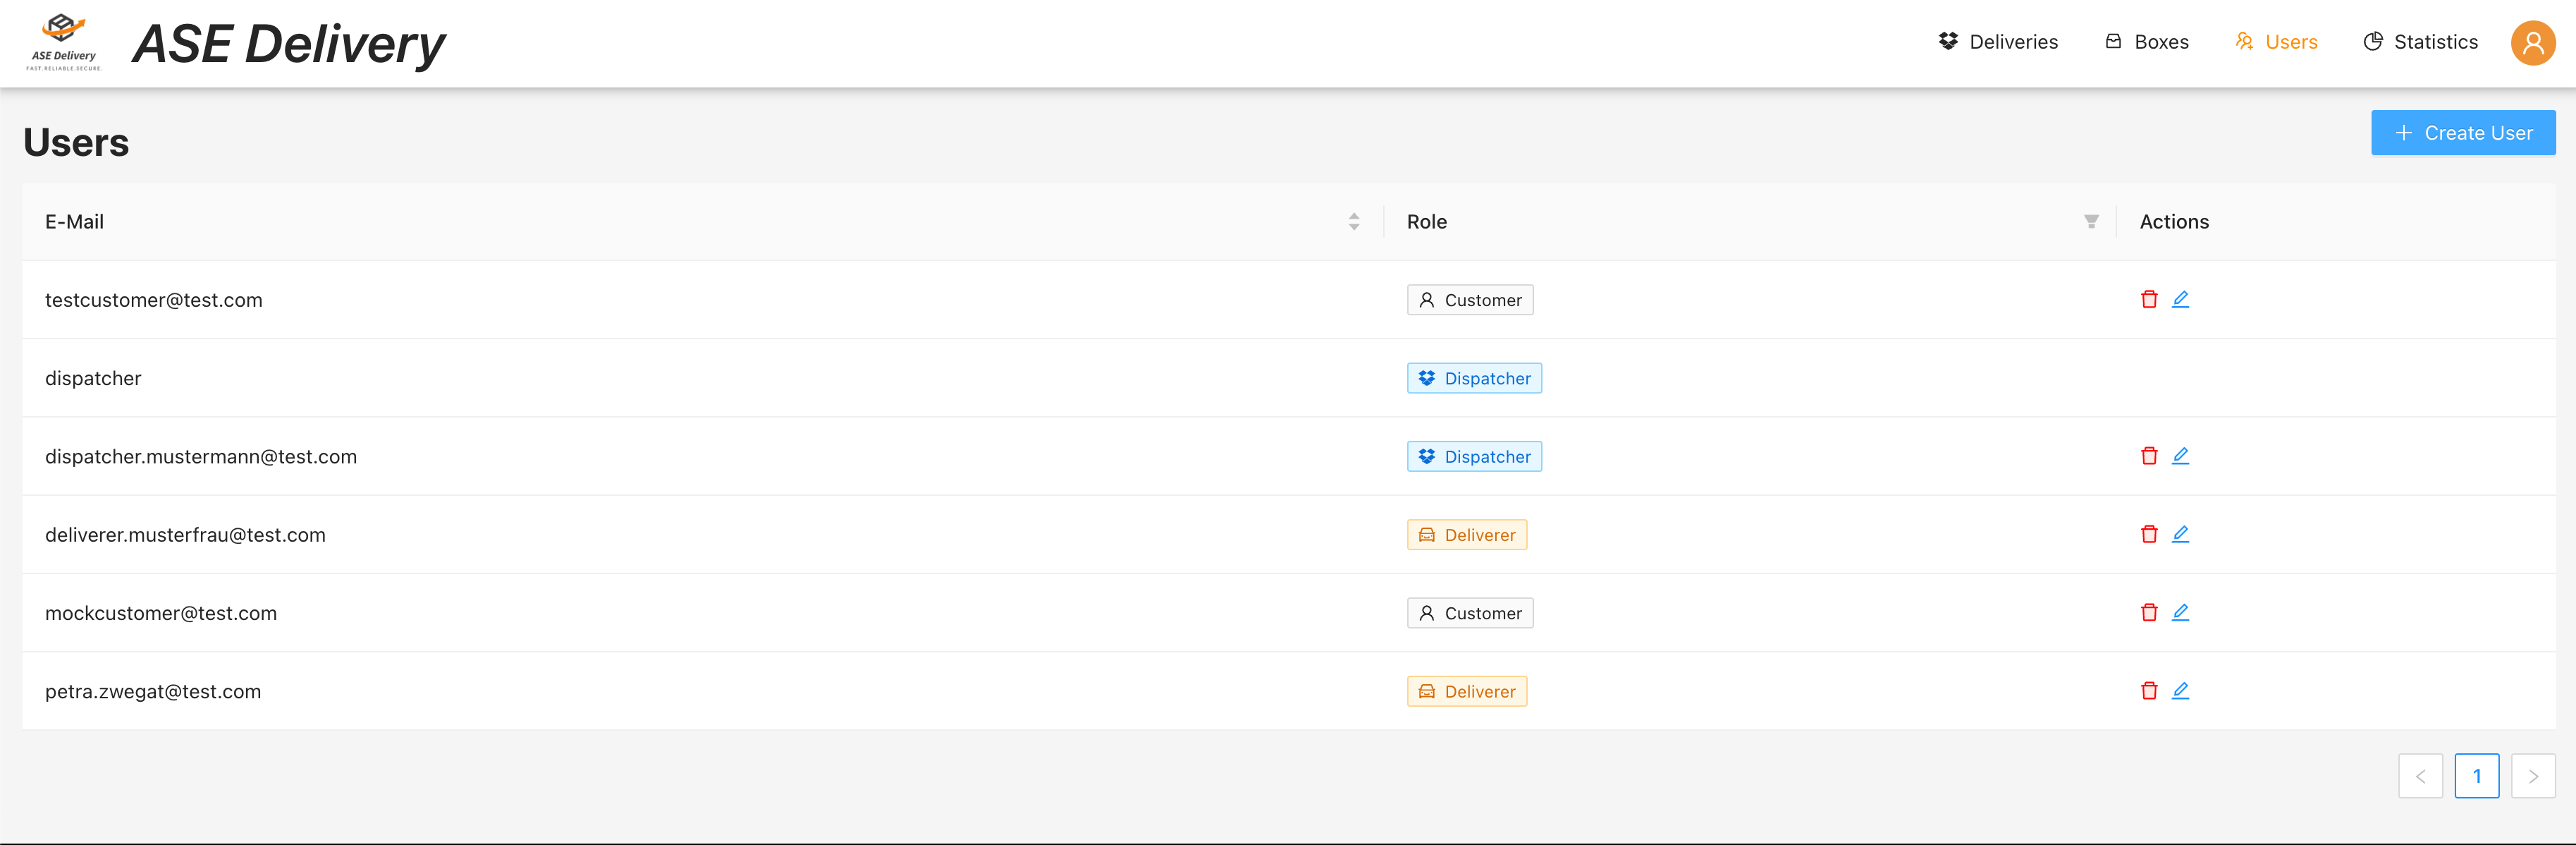 ASE Delivery
FAST.RELIABLE.SECURE.
ASE Delivery
Deliveries Boxes Users Statistics
Users
Create User
E-Mail Role Actions
testcustomer@test.com Customer
dispatcher Dispatcher
dispatcher.mustermann@test.com Dispatcher
deliverer.musterfrau@test.com Deliverer
mockcustomer@test.com Customer
petra.zwegat@test.com Deliverer
1